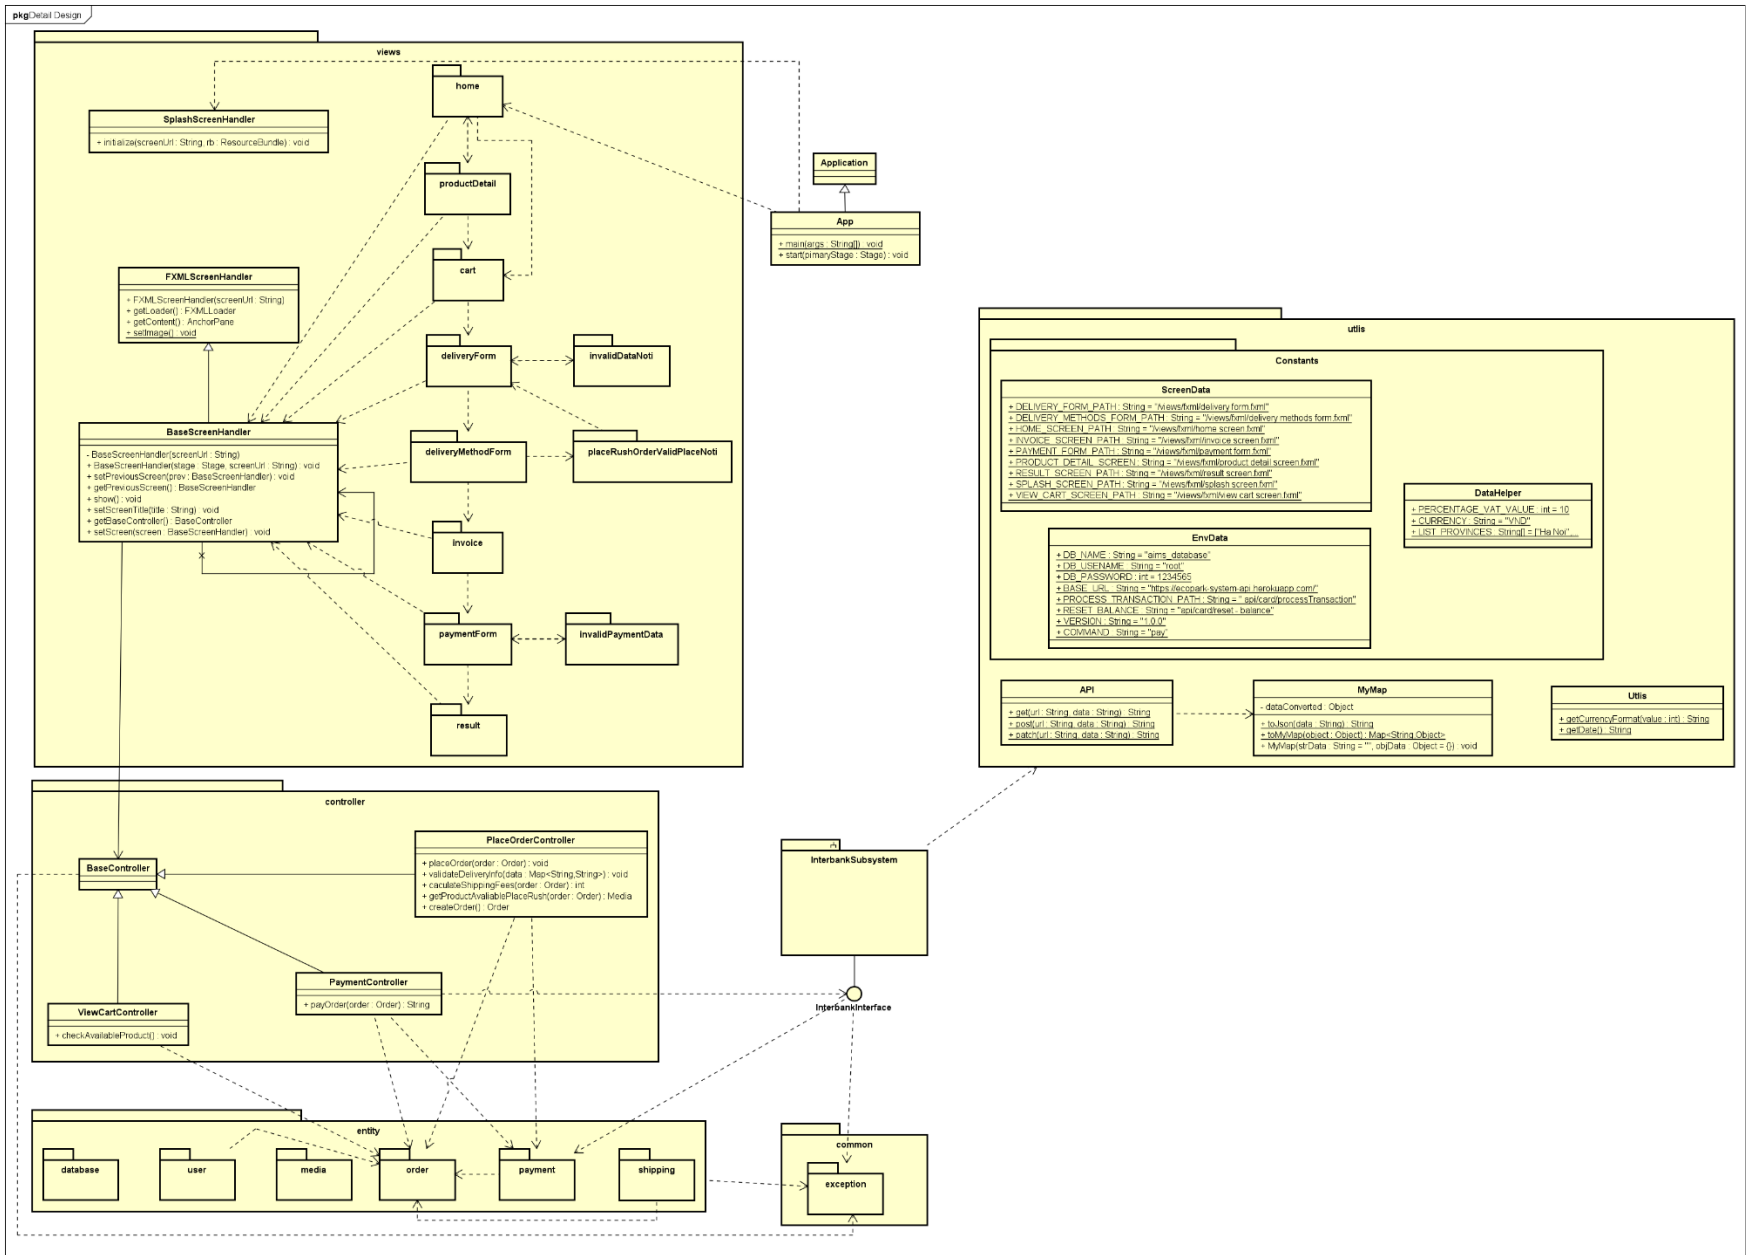 pkg Detail Design
views
home
SplashScreenHandler
+ initialize(screenUrl : String, rb : ResourceBundle) : void
productDetail
Application
App
+ main(args : String[]) : void
+ start(pimaryStage : Stage) : void
cart
FXMLScreenHandler
+ FXMLScreenHandler(screenUrl : String)
+ getLoader() : FXMLLoader
+ getContent() : AnchorPane
+ setImage() : void
deliveryForm
invalidDataNoti
BaseScreenHandler
- BaseScreenHandler(screenUrl : String)
+ BaseScreenHandler(stage : Stage, screenUrl : String) : void
+ setPreviousScreen(prev : BaseScreenHandler) : void
+ getPreviousScreen() : BaseScreenHandler
+ show() : void
+ setScreenTitle(title : String) : void
+ getBaseController() : BaseController
+ setScreen(screen : BaseScreenHandler) : void
deliveryMethodForm
placeRushOrderValidPlaceNoti
invoice
paymentForm
invalidPaymentData
result
utlis
Constants
ScreenData
+ DELIVERY_FORM_PATH : String = "/views/fxml/delivery form.fxml"
+ DELIVERY_METHODS_FORM_PATH : String = "/views/fxml/delivery methods form.fxml"
+ HOME_SCREEN_PATH : String = "/views/fxml/home screen.fxml"
+ INVOICE_SCREEN_PATH : String = "/views/fxml/invoice screen.fxml"
+ PAYMENT_FORM_PATH : String = "/views/fxml/payment form.fxml"
+ PRODUCT_DETAIL_SCREEN : String = "/views/fxml/product detail screen.fxml"
+ RESULT_SCREEN_PATH : String = "/views/fxml/result screen.fxml"
+ SPLASH_SCREEN_PATH : String = "/views/fxml/splash screen.fxml"
+ VIEW_CART_SCREEN_PATH : String = "/views/fxml/view cart screen.fxml"
DataHelper
+ PERCENTAGE_VAT_VALUE : int = 10
+ CURRENCY : String = "VND"
+ LIST_PROVINCES : String[] = ["Ha Noi",...
EnvData
+ DB_NAME : String = "aims_database"
+ DB_USENAME : String = "root"
+ DB_PASSWORD : int = 1234565
+ BASE_URL : String = "https://ecopark-system-api.herokuapp.com/"
+ PROCESS_TRANSACTION_PATH : String = " api/card/processTransaction"
+ RESET_BALANCE : String = "api/card/reset - balance"
+ VERSION : String = "1.0.0"
+ COMMAND : String = "pay"
API
+ get(url : String, data : String) : String
+ post(url : String, data : String) : String
+ patch(url : String, data : String) : String
MyMap
- dataConverted : Object
+ toJson(data : String) : String
+ toMyMap(object : Object) : Map<String,Object>
+ MyMap(strData : String = "", objData : Object = {}) : void
Utlis
+ getCurrencyFormat(value : int) : String
+ getDate() : String
controller
BaseController
PlaceOrderController
+ placeOrder(order : Order) : void
+ validateDeliveryInfo(data : Map<String,String>) : void
+ caculateShippingFees(order : Order) : int
+ getProductAvaliablePlaceRush(order : Order) : Media
+ createOrder() : Order
PaymentController
+ payOrder(order : Order) : String
ViewCartController
+ checkAvailableProduct() : void
InterbankSubsystem
InterbankInterface
entity
database
user
media
order
payment
shipping
common
exception